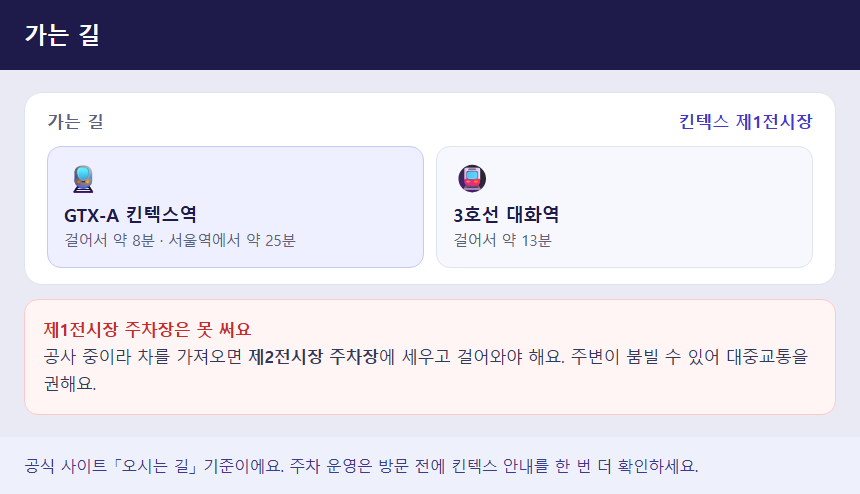 가는 길
가는 길
킨텍스 제1전시장
GTX-A 킨텍스역
걸어서 약 8분 · 서울역에서 약 25분
3호선 대화역
걸어서 약 13분
제1전시장 주차장은 못 써요
공사 중이라 차를 가져오면 제2전시장 주차장에 세우고 걸어와야 해요. 주변이 붐빌 수 있어 대중교통을
권해요.
공식 사이트 「오시는 길」 기준이에요. 주차 운영은 방문 전에 킨텍스 안내를 한 번 더 확인하세요.